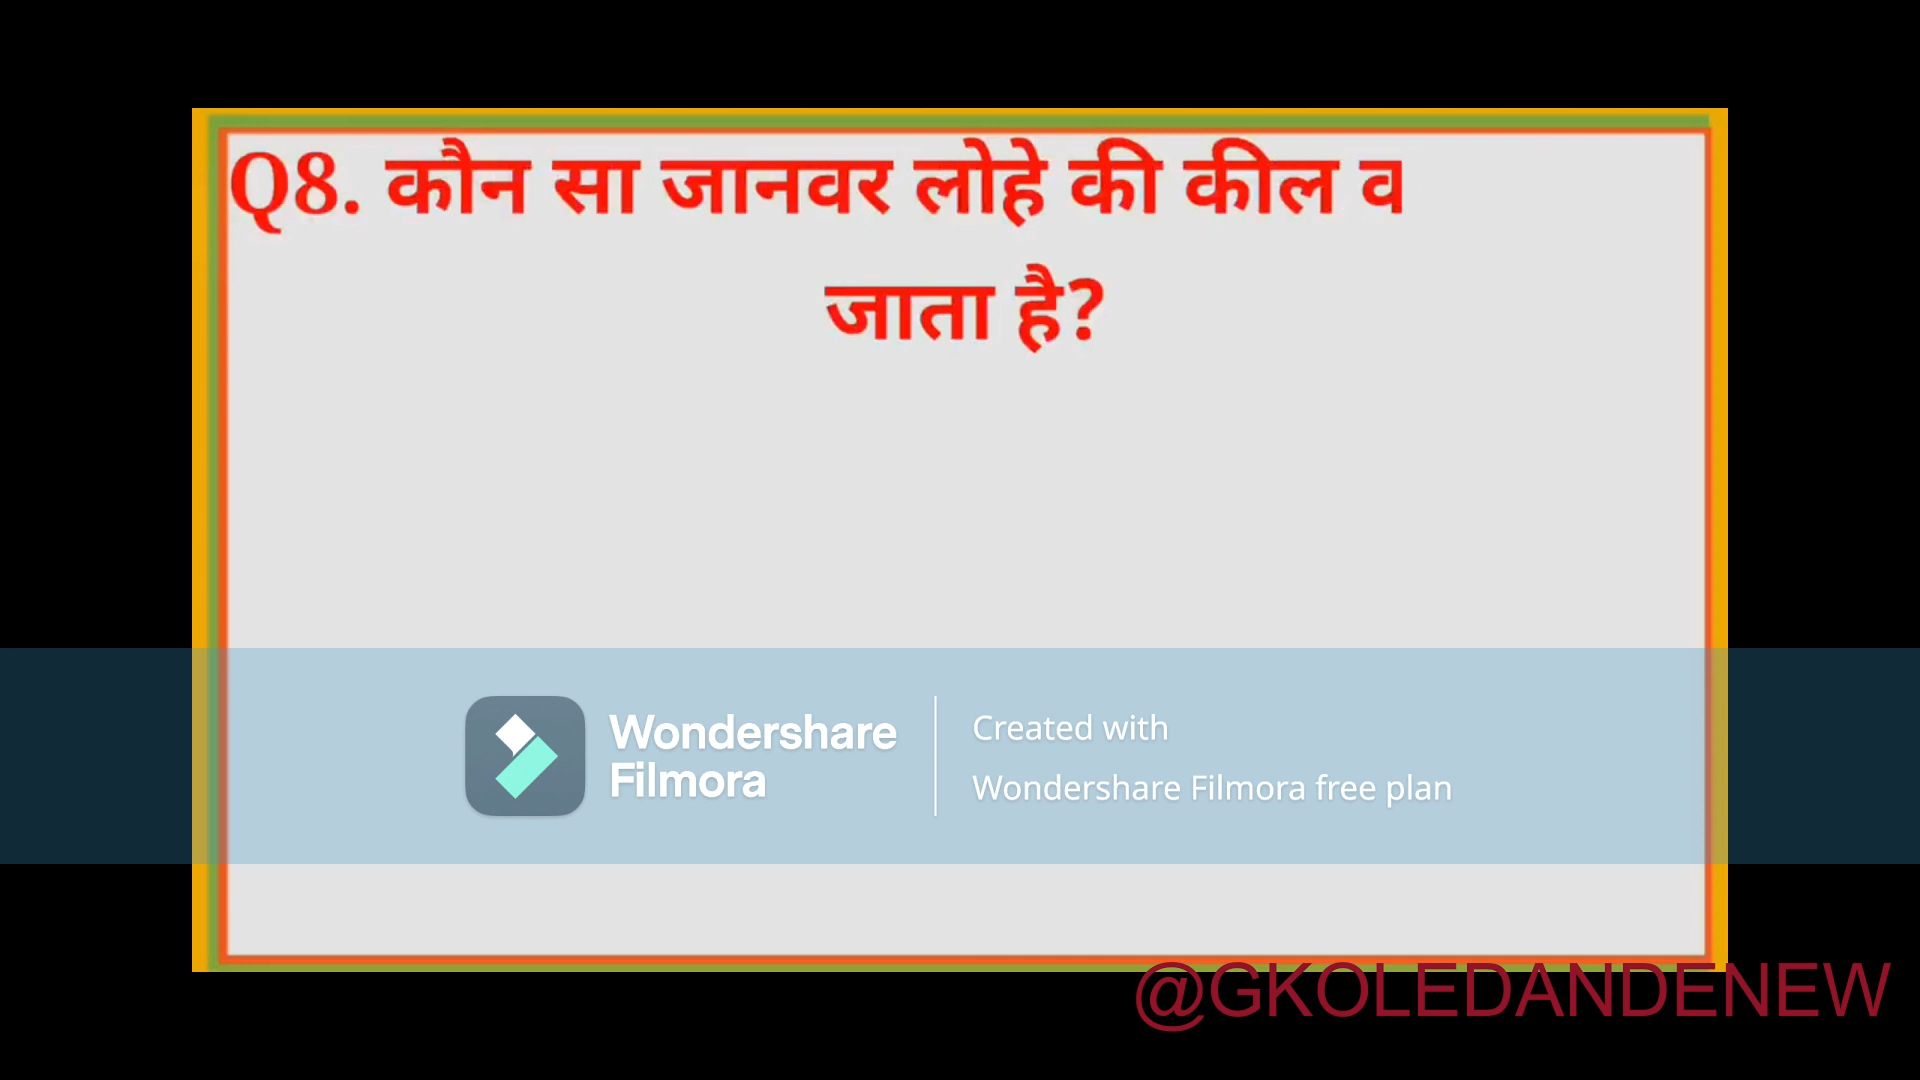 Q8. कौन सा जानवर लोहे की कील
जाता है?
Wondershare
Filmora
Created with
Wondershare Filmora free plan
@GKOLEDANDENEW